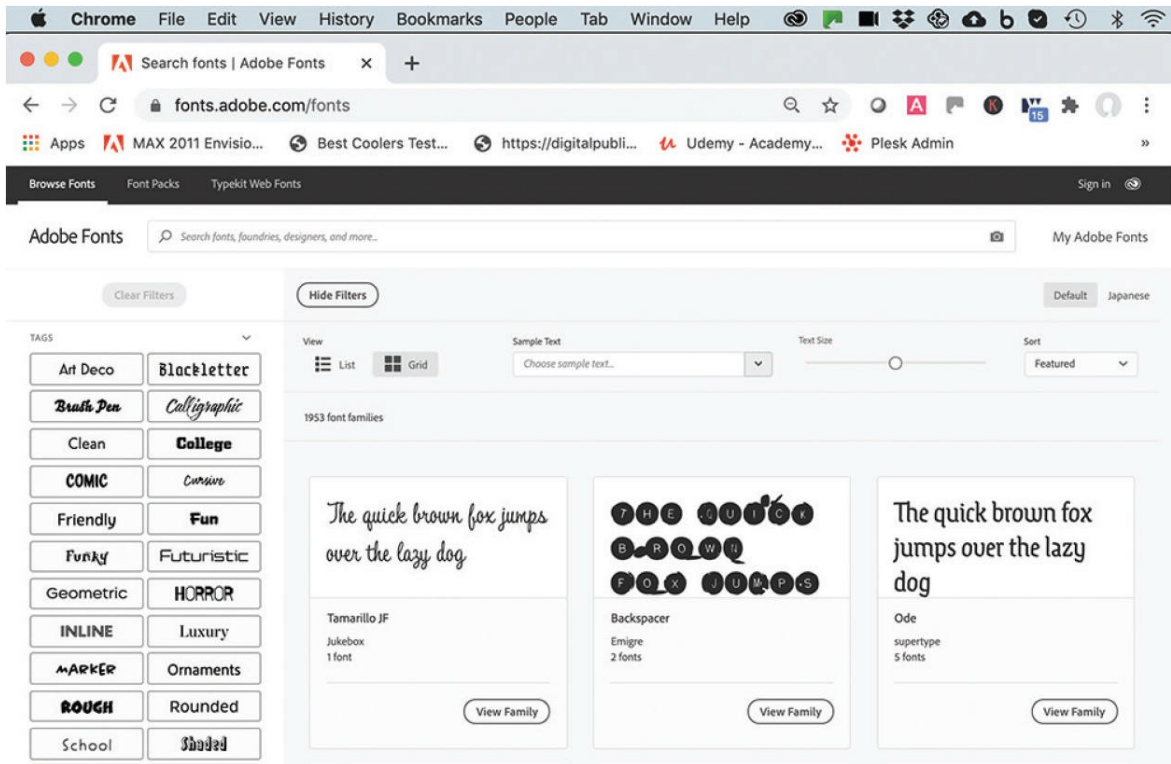 Chrome File Edit View History Bookmarks People Tab Window Help
Search fonts | Adobe Fonts
fonts.adobe.com/fonts
A K 15
Apps MAX 2011 Envisio... Best Coolers Test... https://digitalpubli... Udemy - Academy... Plesk Admin »
Browse Fonts Font Packs Typekit Web Fonts Sign in
Adobe Fonts Search fonts, foundries, designers, and more... My Adobe Fonts
Clear Filters Hide Filters Default Japanese
TAGS View Sample Text Text Size Sort
List Grid Choose sample text... Featured
Art Deco Blackletter
Brush Pen Calligraphic
1953 font families
Clean College
COMIC Cursive
Friendly Fun
Funky Futuristic
Geometric HORROR
INLINE Luxury
MARKER Ornaments
ROUGH Rounded
School Shaded
The quick brown fox jumps
over the lazy dog
Tamarillo JF
Jukebox
1 font
View Family
THE QUICK
BROWN
FOX JUMPS
Backspacer
Emigre
2 fonts
View Family
The quick brown fox
jumps over the lazy
dog
Ode
supertype
5 fonts
View Family